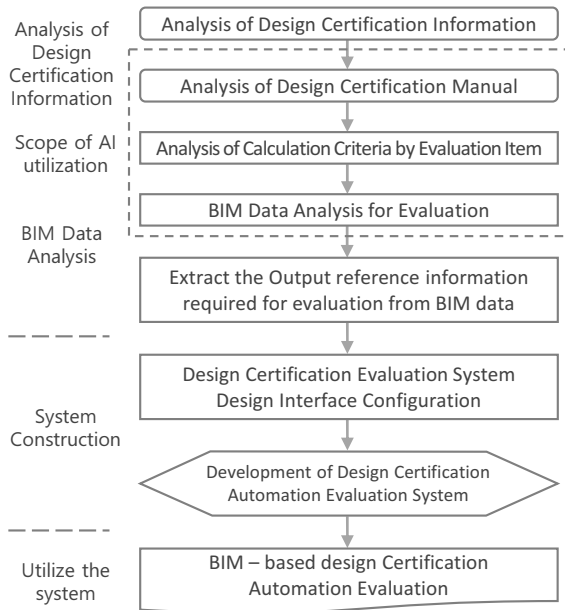 Analysis of
Design
Certification
Information
Scope of AI
utilization
BIM Data
Analysis
System
Construction
Utilize the
system
Analysis of Design Certification Information
Analysis of Design Certification Manual
Analysis of Calculation Criteria by Evaluation Item
BIM Data Analysis for Evaluation
Extract the Output reference information
required for evaluation from BIM data
Design Certification Evaluation System
Design Interface Configuration
Development of Design Certification
Automation Evaluation System
BIM – based design Certification
Automation Evaluation